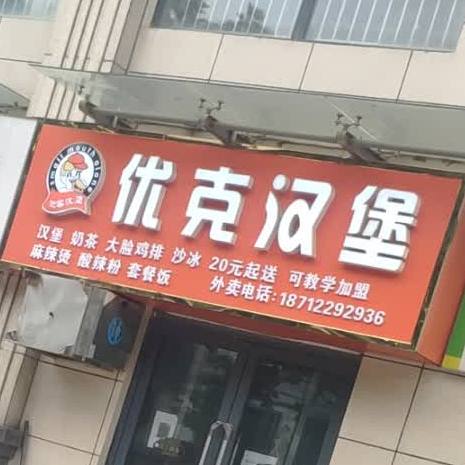 优克汉堡
汉堡 奶茶 大脸鸡排 沙冰 20元起送 可教学加盟
麻辣烫 酸辣粉 套餐饭 外卖电话:18712292936